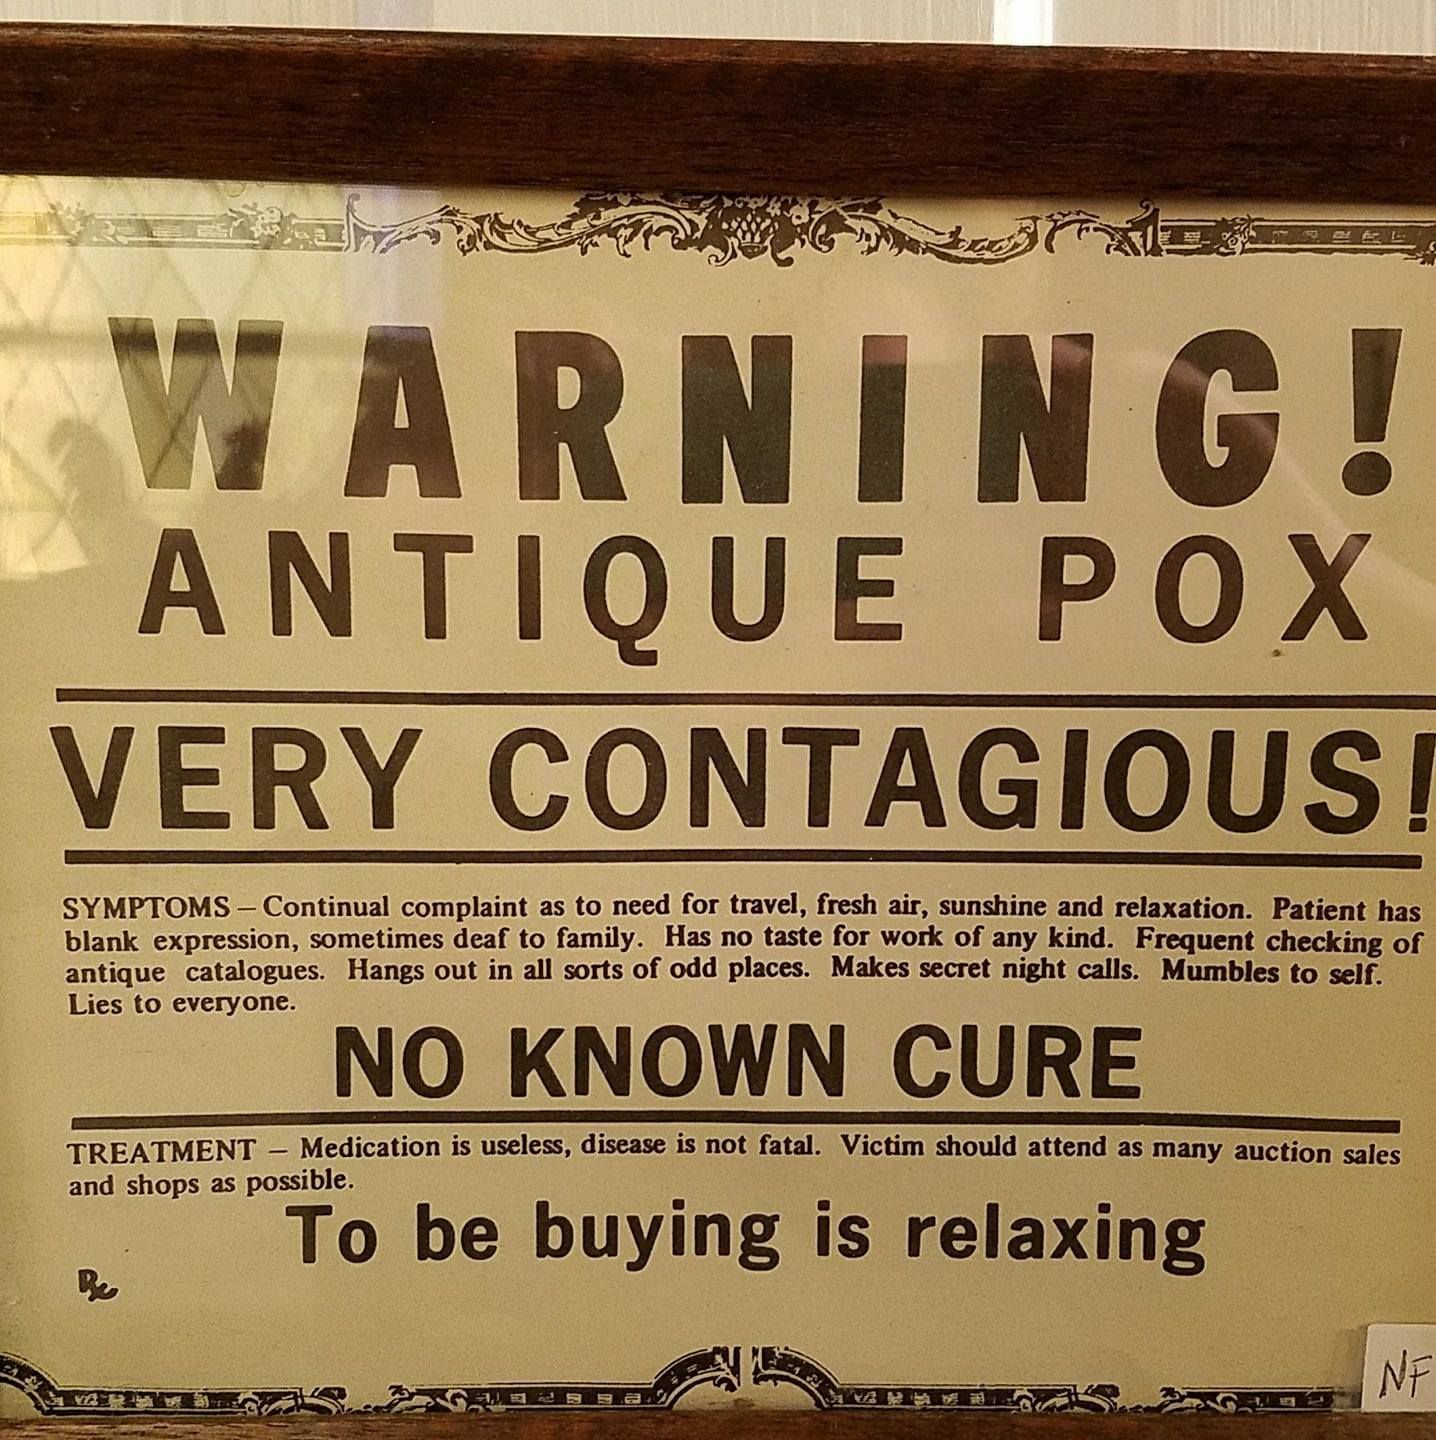 WARNING!
ANTIQUE POX
VERY CONTAGIOUS!
SYMPTOMS – Continual complaint as to need for travel, fresh air, sunshine and relaxation. Patient has
blank expression, sometimes deaf to family. Has no taste for work of any kind. Frequent checking of
antique catalogues. Hangs out in all sorts of odd places. Makes secret night calls. Mumbles to self.
Lies to everyone.
NO KNOWN CURE
TREATMENT – Medication is useless, disease is not fatal. Victim should attend as many auction sales
and shops as possible.
To be buying is relaxing
NF